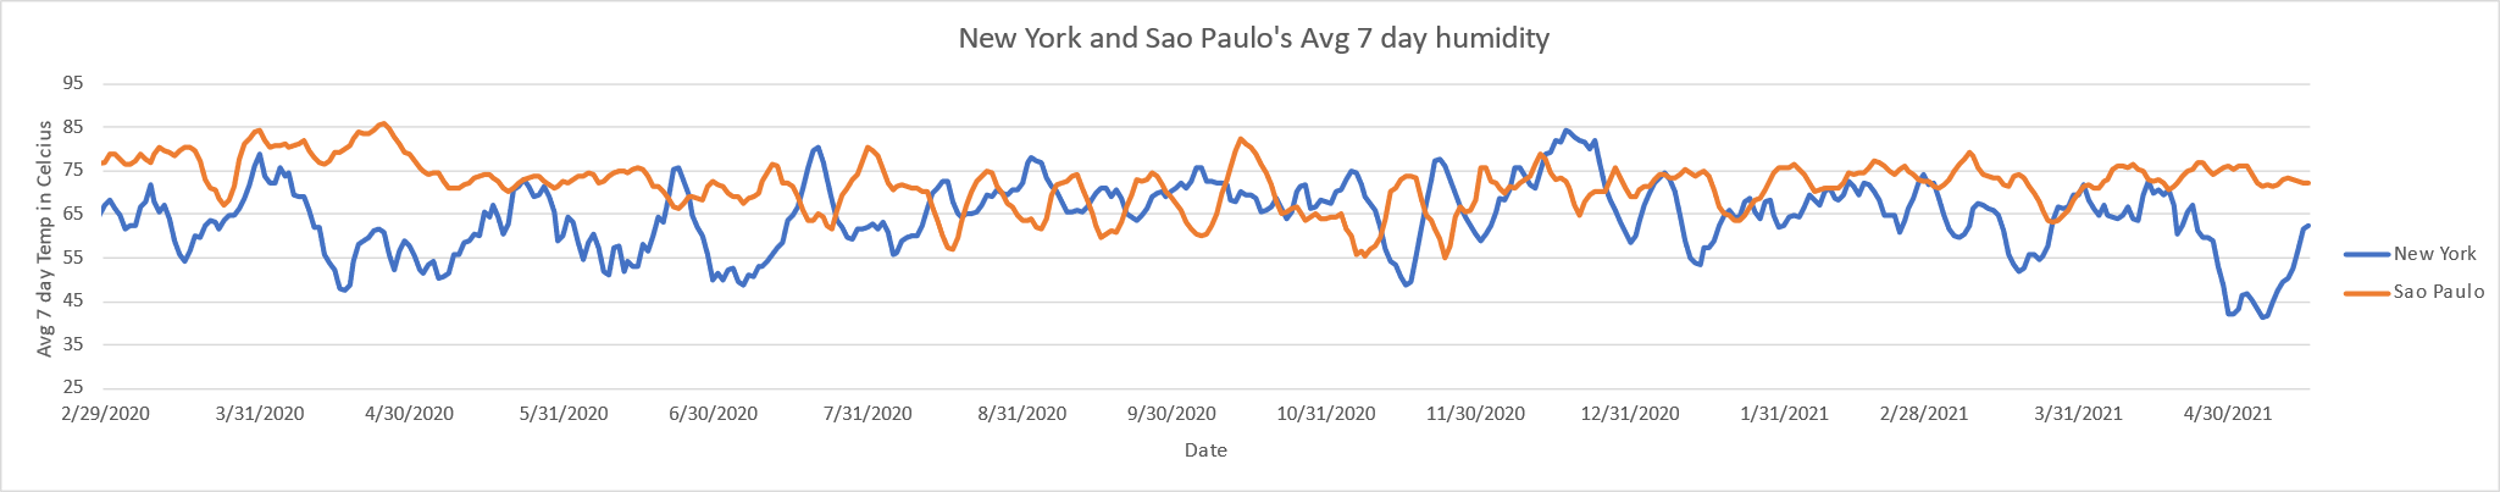 New York and Sao Paulo's Avg 7 day humidity
Avg 7 day Temp in Celcius
95
85
75
65
55
45
35
25
2/29/2020 3/31/2020 4/30/2020 5/31/2020 6/30/2020 7/31/2020 8/31/2020 9/30/2020 10/31/2020 11/30/2020 12/31/2020 1/31/2021 2/28/2021 3/31/2021 4/30/2021
Date
New York
Sao Paulo